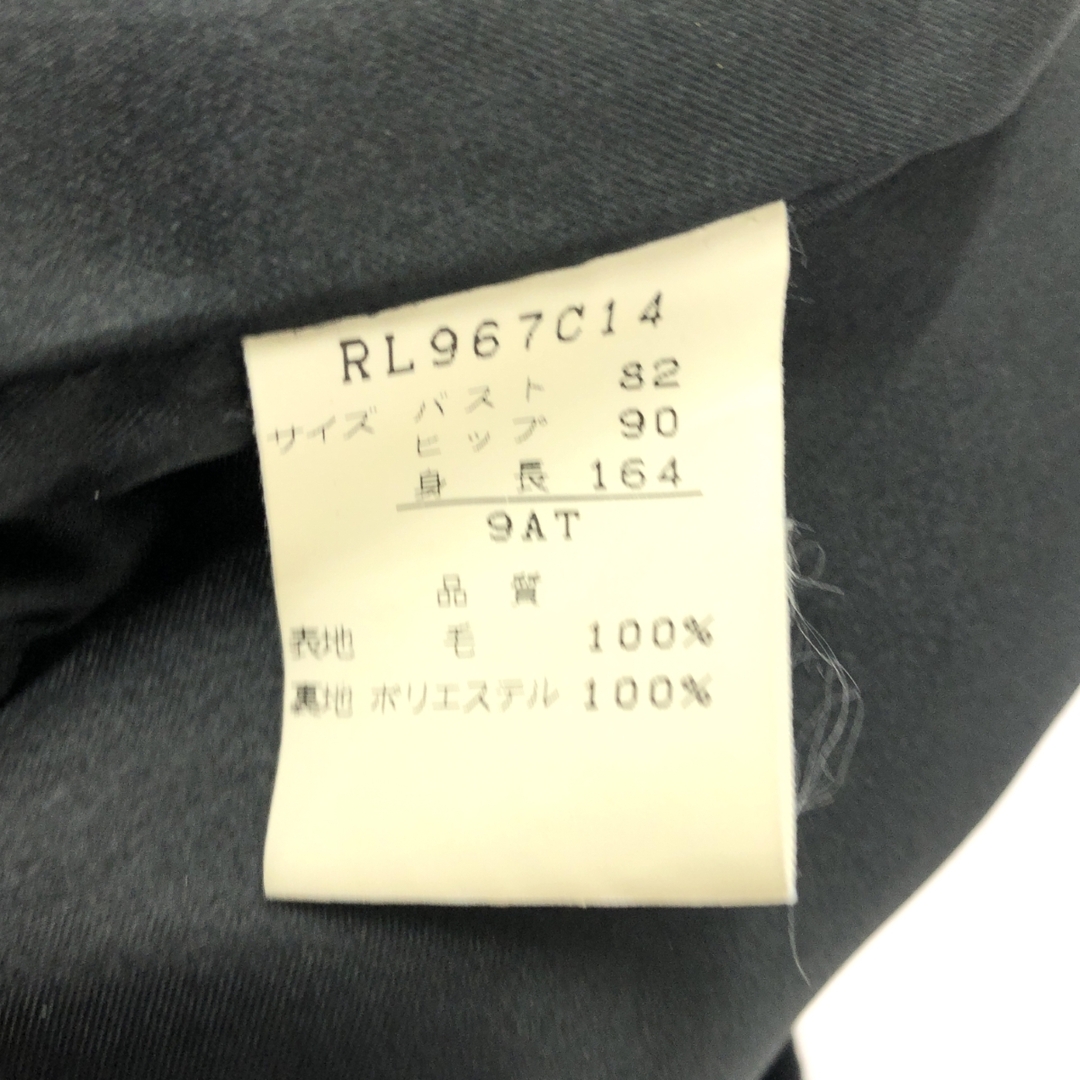 RL967C14
サイズ バスト 82
ヒップ 90
身長 164
9AT
品質
表地 毛 100%
裏地 ポリエステル 100%